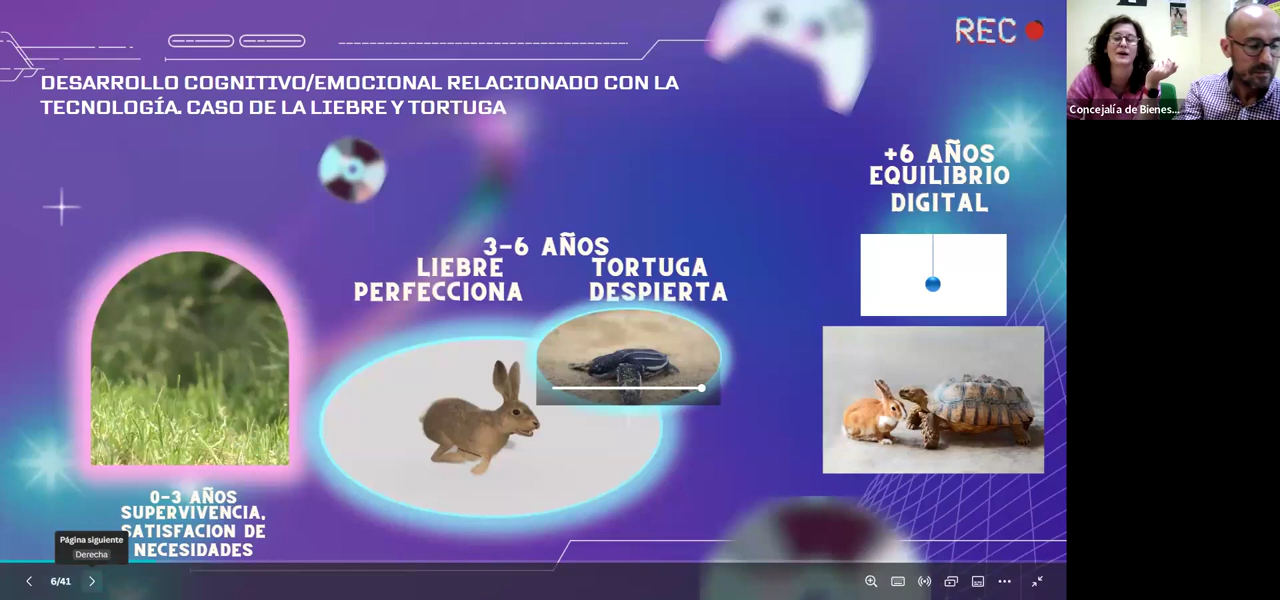 REC
DESARROLLO COGNITIVO/EMOCIONAL RELACIONADO CON LA
TECNOLOGÍA. CASO DE LA LIEBRE Y TORTUGA
Concejalía de Bienes...
+6 AÑOS
EQUILIBRIO
DIGITAL
3-6 AÑOS
LIEBRE
PERFECCIONA
TORTUGA
DESPIERTA
0-3 AÑOS
SUPERVIVENCIA,
SATISFACION DE
NECESIDADES
Página siguiente
Derecha
6/41